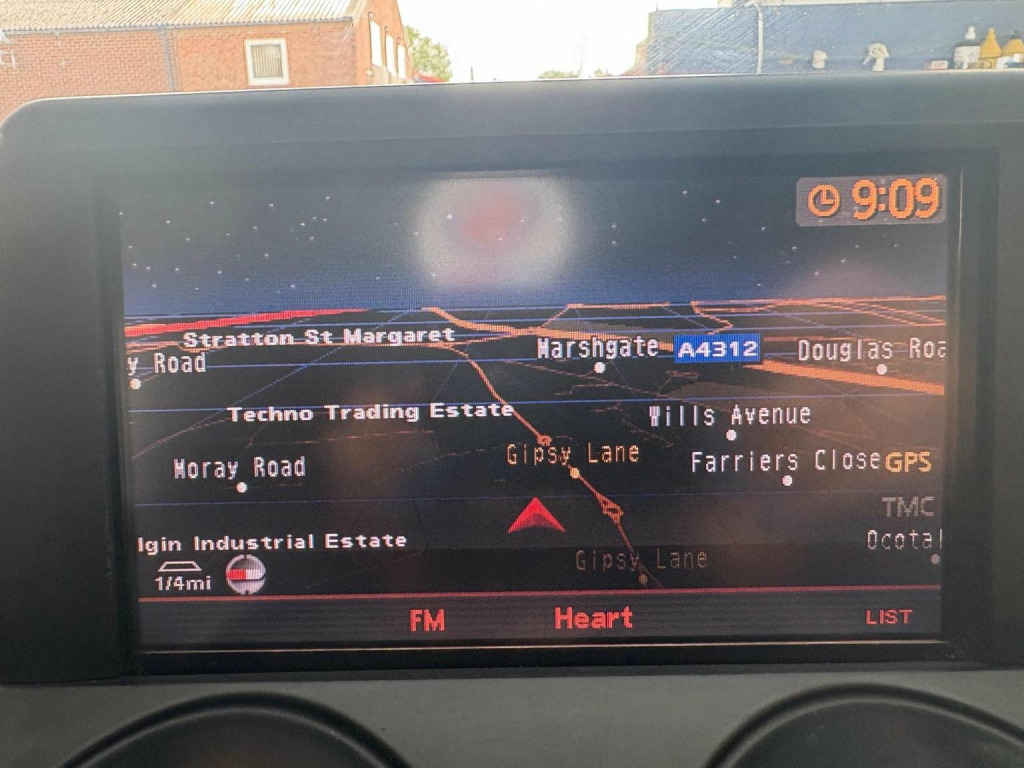 9:09
Stratton St Margaret
y Road
Marshgate
A4312
Douglas Roa
Techno Trading Estate
Wills Avenue
Gipsy Lane
Moray Road
Farriers Close
GPS
TMC
lgin Industrial Estate
Ocotal
Gipsy Lane
1/4mi
FM
Heart
LIST